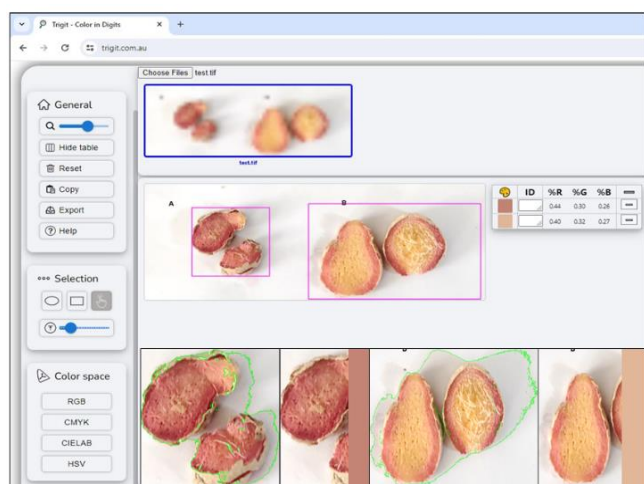 Trigit - Color in Digits
trigit.com.au
General
Hide table
Reset
Copy
Export
Help
Selection
Color space
RGB
CMYK
CIELAB
HSV
Choose Files test.tif
test.tif
A
ID %R %G %B
0.44 0.30 0.26
0.40 0.32 0.27